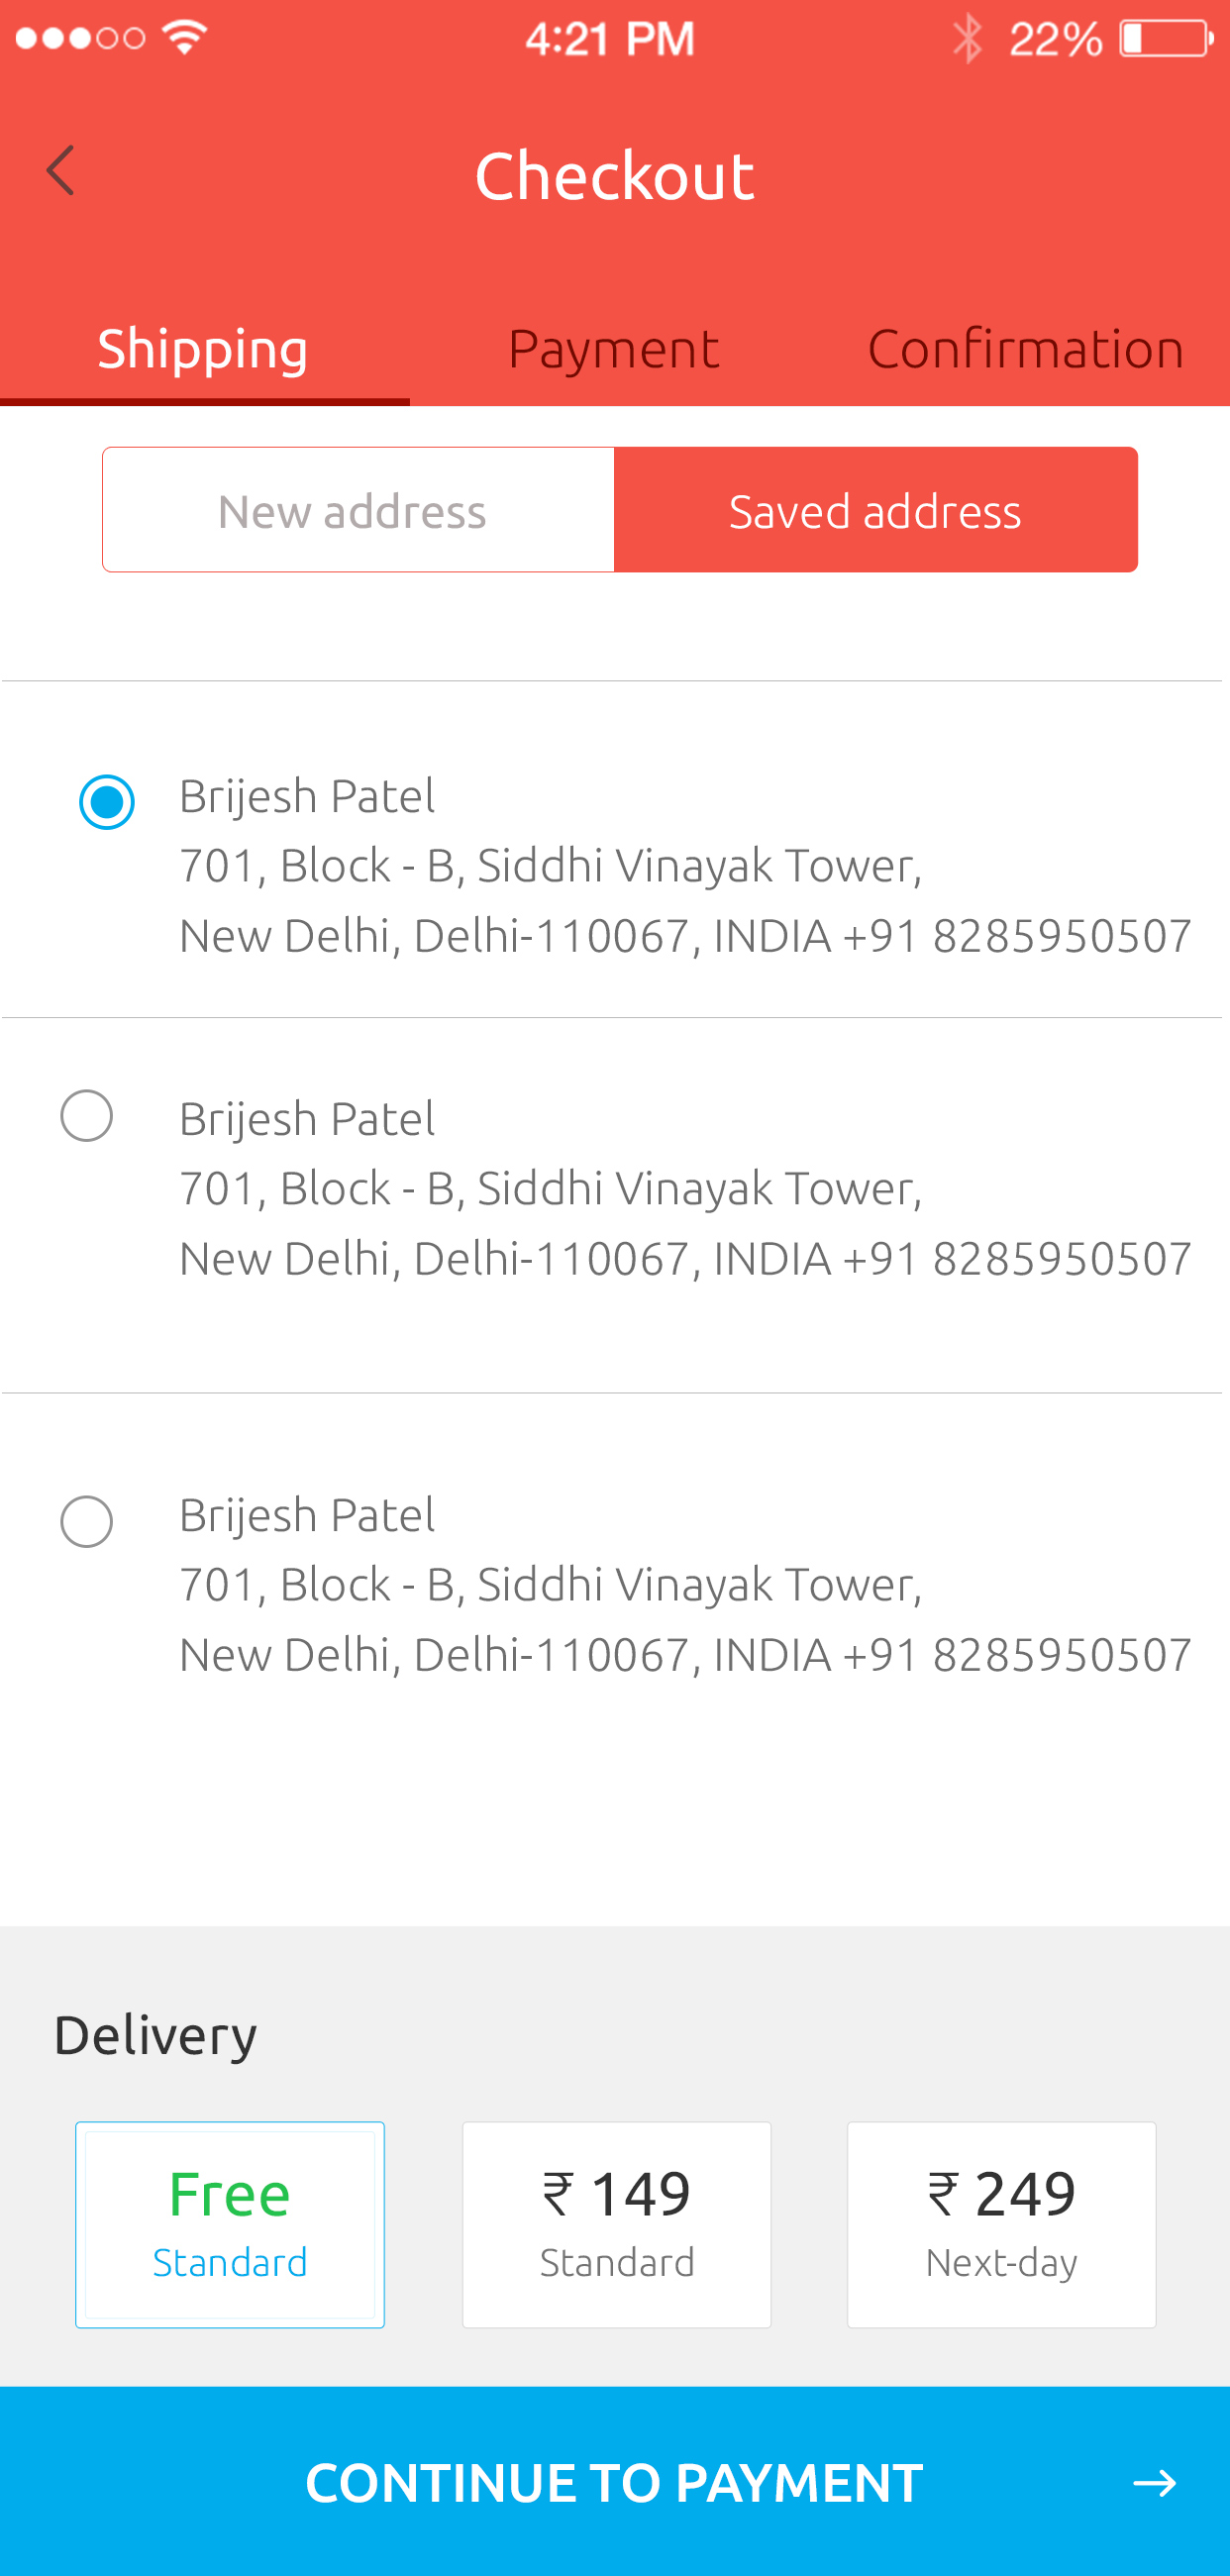 4:21 PM
22%
Checkout
Shipping
Payment
Confirmation
New address
Saved address
Brijesh Patel
701, Block - B, Siddhi Vinayak Tower,
New Delhi, Delhi-110067, INDIA +91 8285950507
Brijesh Patel
701, Block - B, Siddhi Vinayak Tower,
New Delhi, Delhi-110067, INDIA +91 8285950507
Brijesh Patel
701, Block - B, Siddhi Vinayak Tower,
New Delhi, Delhi-110067, INDIA +91 8285950507
Delivery
Free
Standard
₹ 149
Standard
₹ 249
Next-day
CONTINUE TO PAYMENT